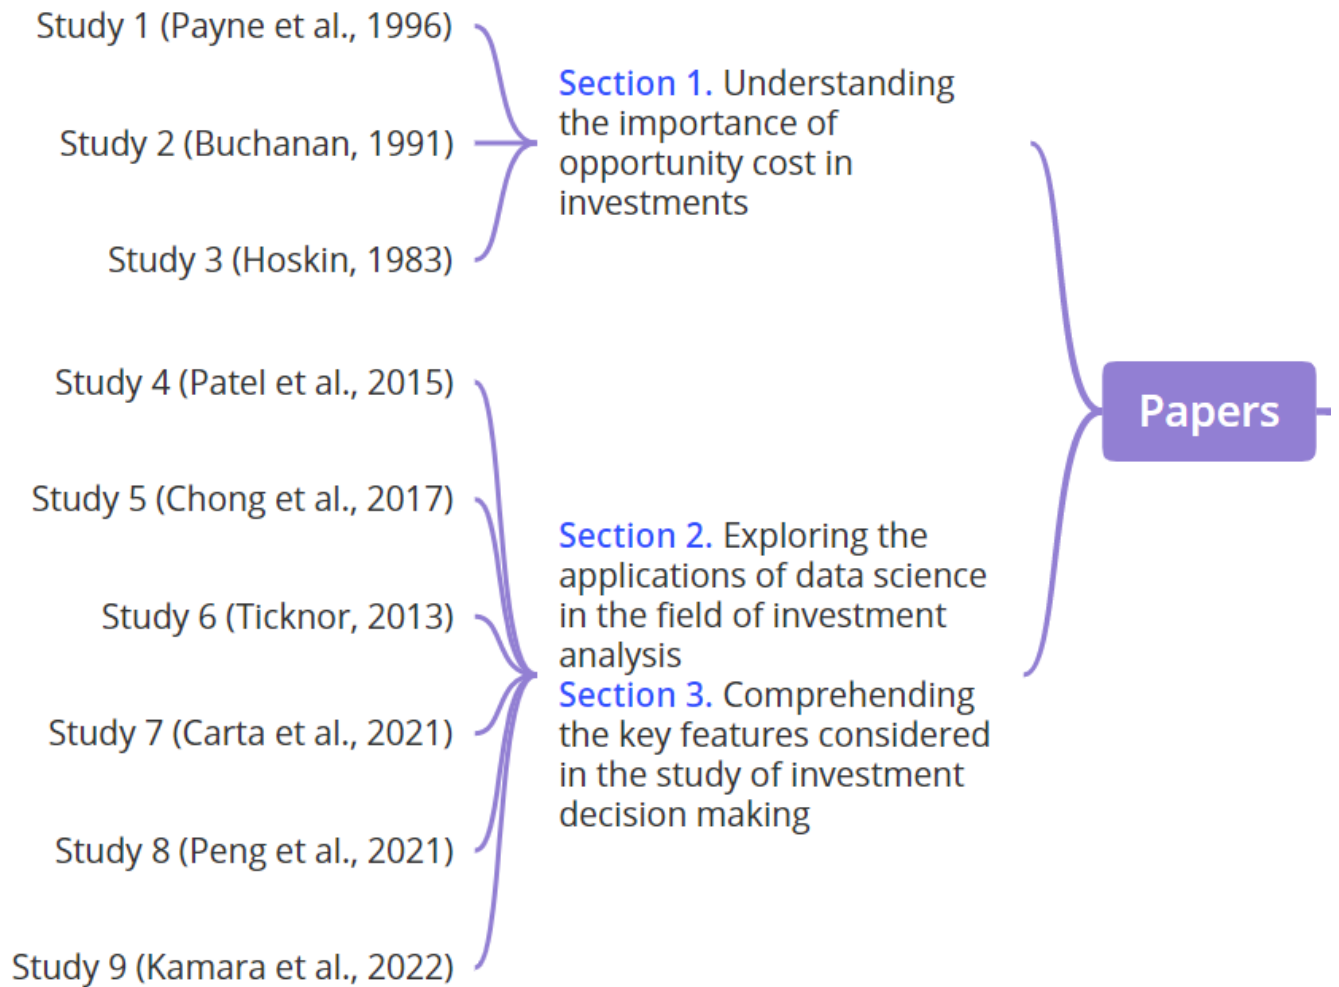 Study 1 (Payne et al., 1996)
Study 2 (Buchanan, 1991)
Study 3 (Hoskin, 1983)
Section 1. Understanding
the importance of
opportunity cost in
investments
Study 4 (Patel et al., 2015)
Study 5 (Chong et al., 2017)
Study 6 (Ticknor, 2013)
Study 7 (Carta et al., 2021)
Study 8 (Peng et al., 2021)
Study 9 (Kamara et al., 2022)
Section 2. Exploring the
applications of data science
in the field of investment
analysis
Section 3. Comprehending
the key features considered
in the study of investment
decision making
Papers